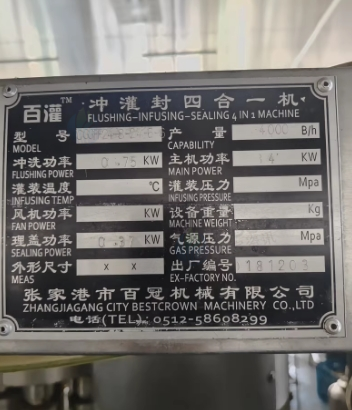 百灌™ 冲灌封四合一机
FLUSHING-INFUSING-SEALING 4 IN 1 MACHINE
型号 产量 4000 B/h
MODEL CAPABILITY
冲洗功率 0.75 KW 主机功率 KW
FLUSHING POWER MAIN POWER
灌装温度 ℃ 灌装压力 Mpa
INFUSING TEMP INFUSING PRESSURE
风机功率 KW 设备重量 Kg
FAN POWER MACHINE WEIGHT
理盖功率 0.37 KW 气源压力 Mpa
SEALING POWER GAS PRESSURE
外形尺寸 x x 出厂编号 181203
MEAS EX-FACTORY NO.
张家港市百冠机械有限公司
ZHANGJIAGANG CITY BESTCROWN MACHINERY CO.,LTD
电话(TEL): 0512-58608299